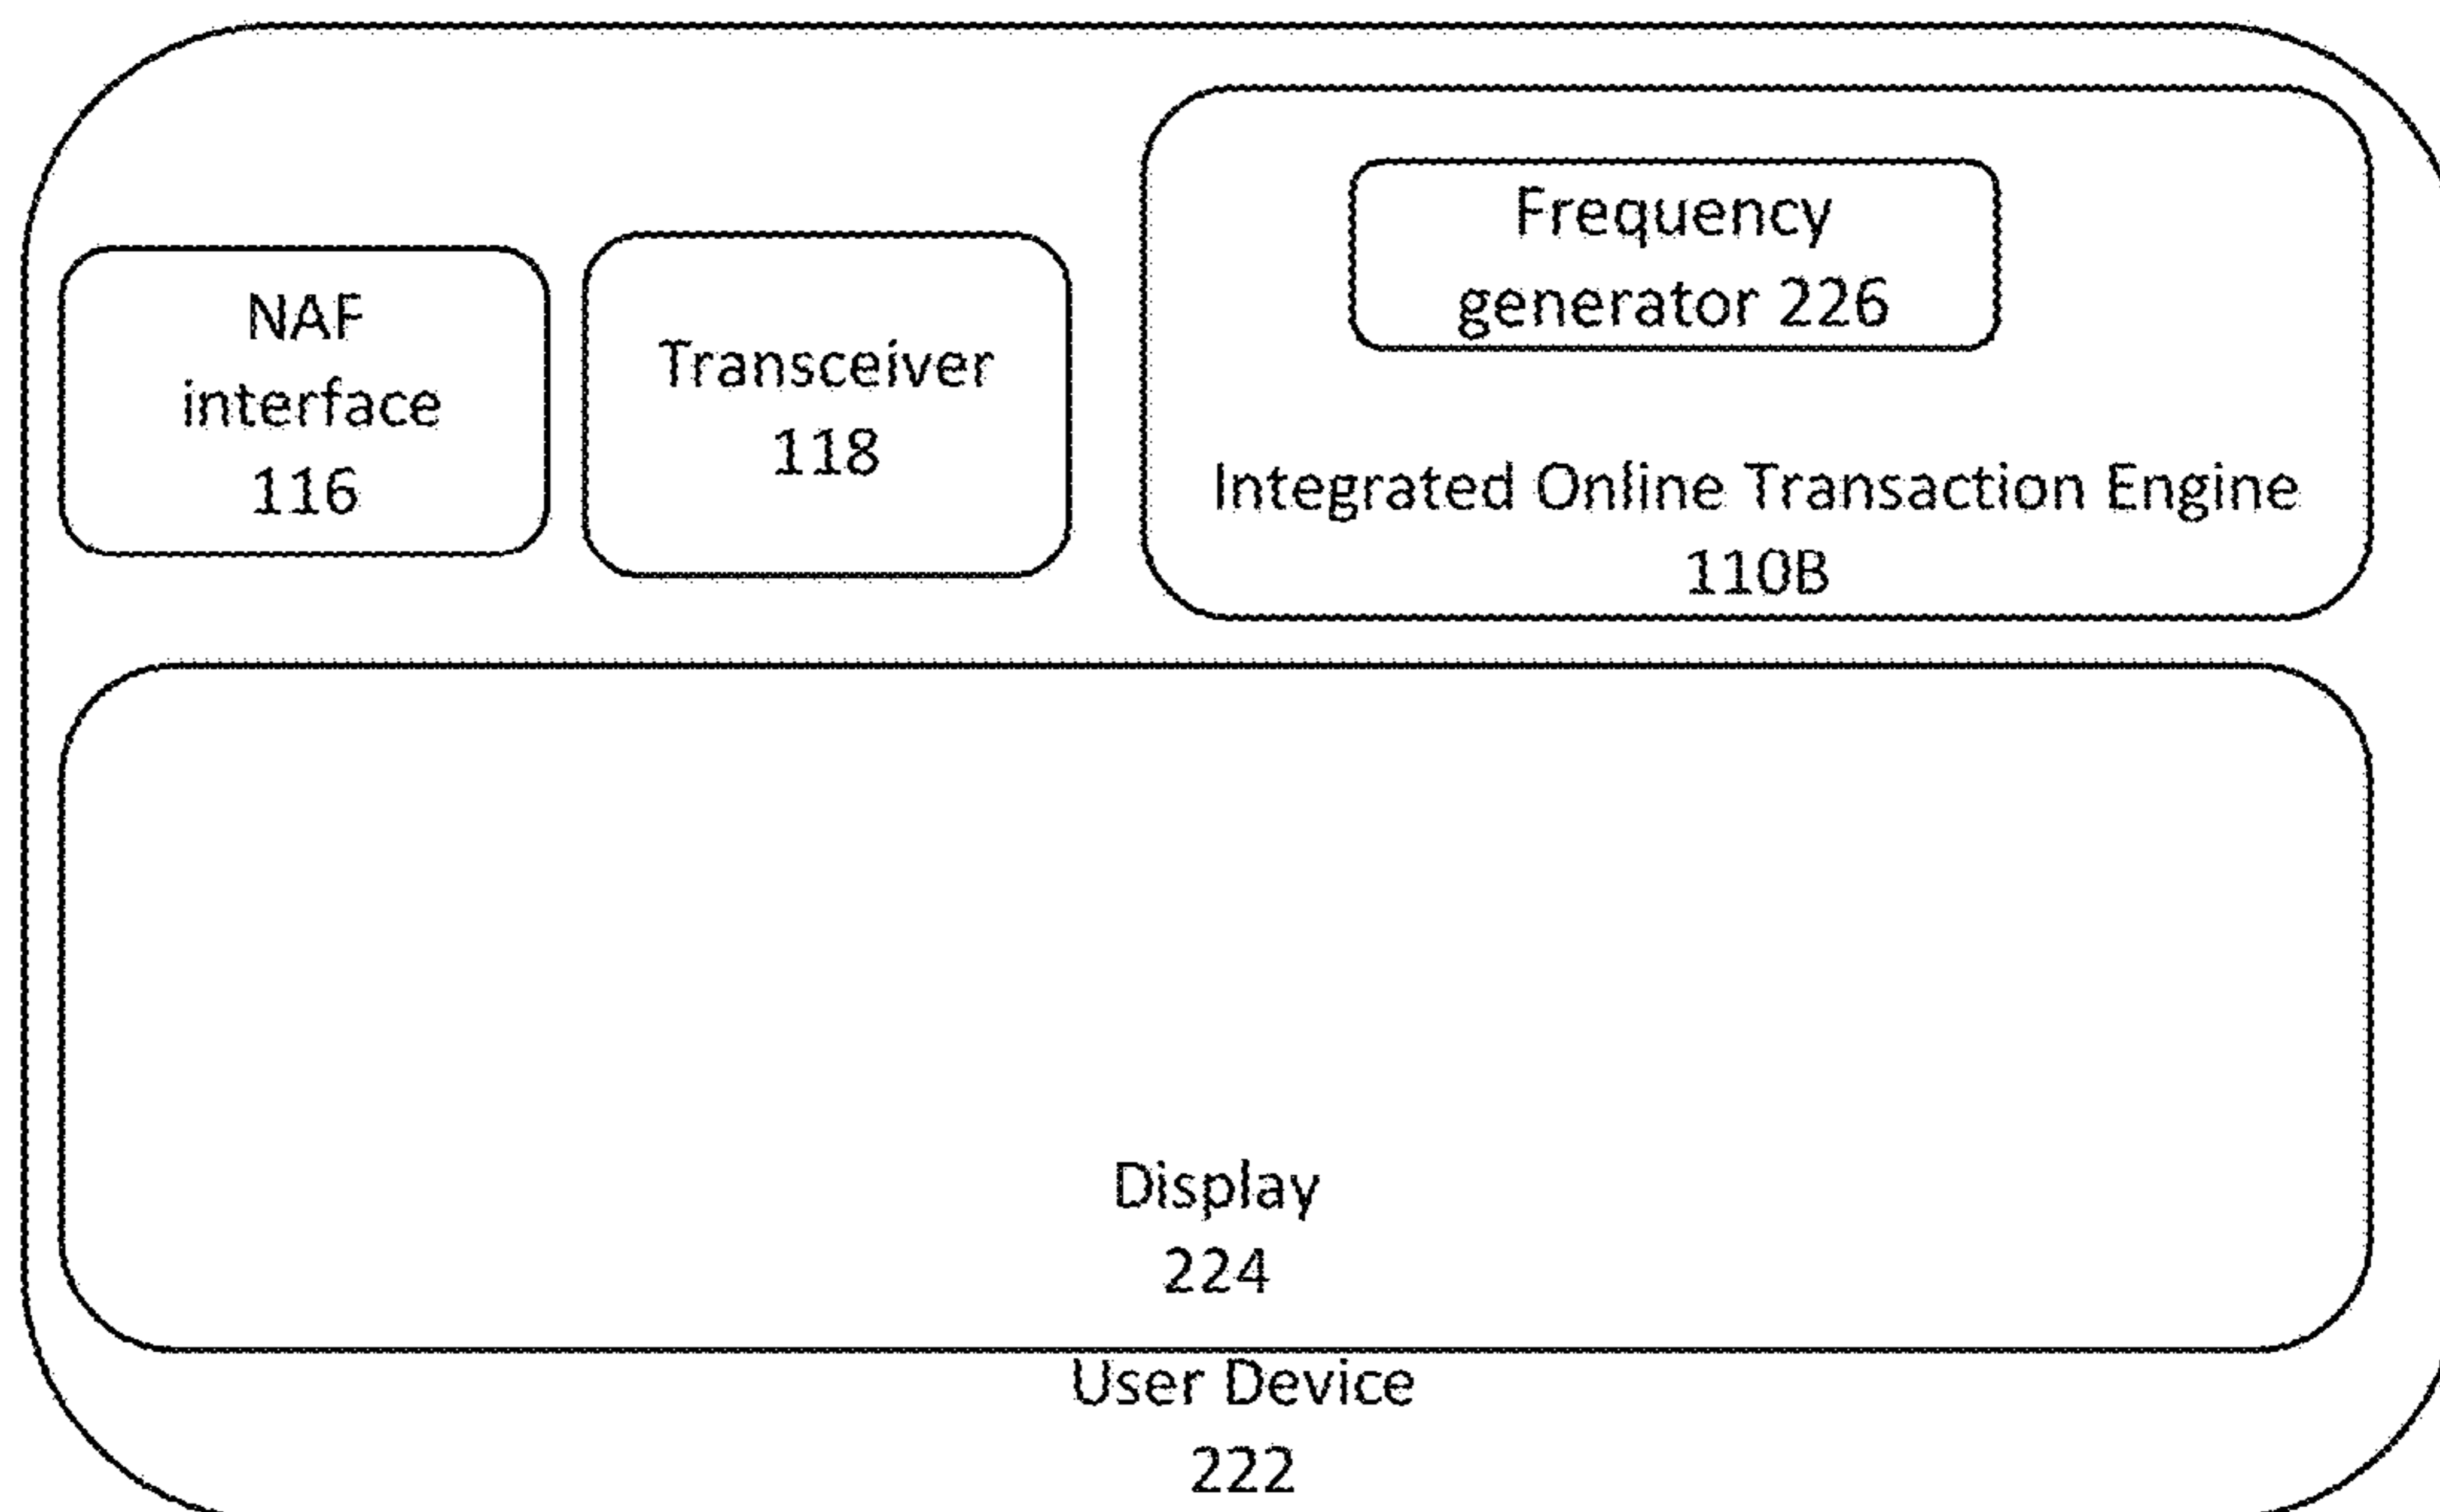 NAF
interface
116
Transceiver
118
Frequency
generator 226
Integrated Online Transaction Engine
110B
Display
224
User Device
222